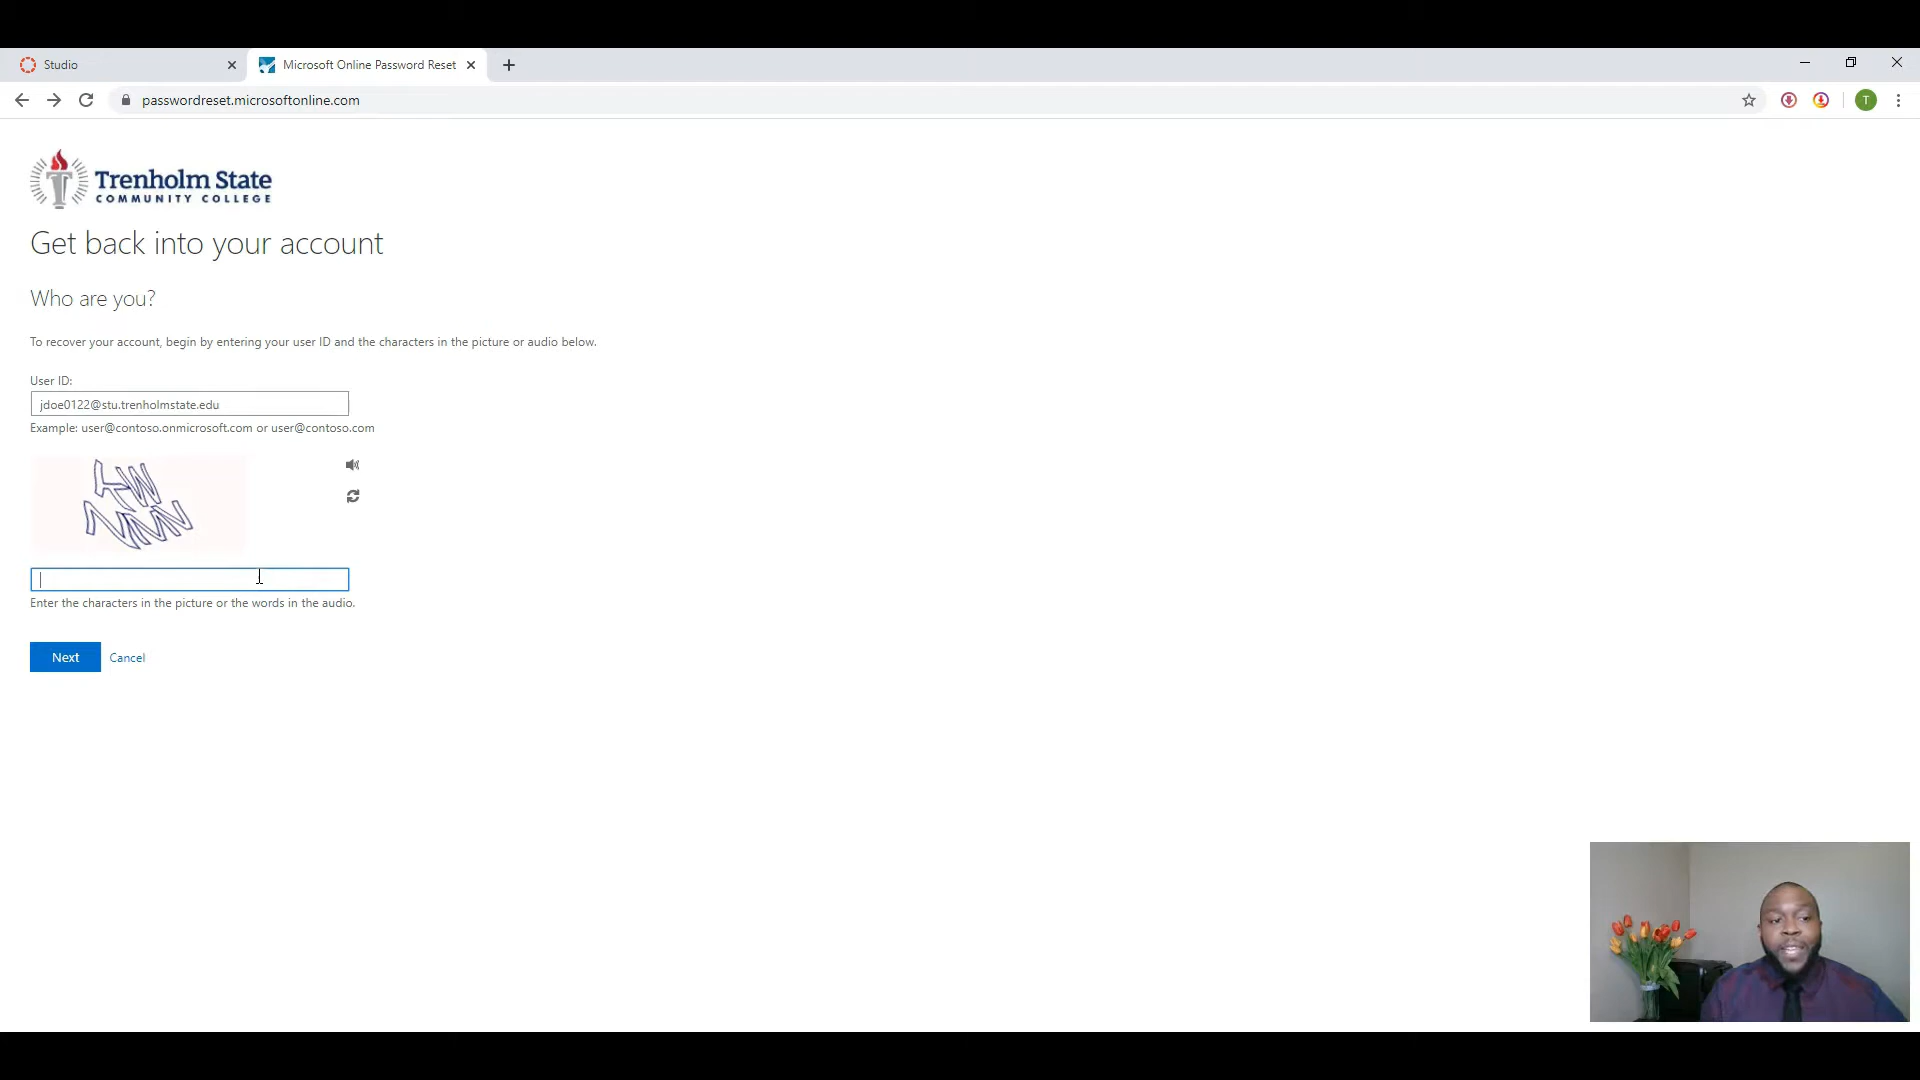 Studio
Microsoft Online Password Reset
passwordreset.microsoftonline.com
T
Trenholm State
COMMUNITY COLLEGE
Get back into your account
Who are you?
To recover your account, begin by entering your user ID and the characters in the picture or audio below.
User ID:
jdoe0122@stu.trenholmstate.edu
Example: user@contoso.onmicrosoft.com or user@contoso.com
Enter the characters in the picture or the words in the audio.
Next Cancel